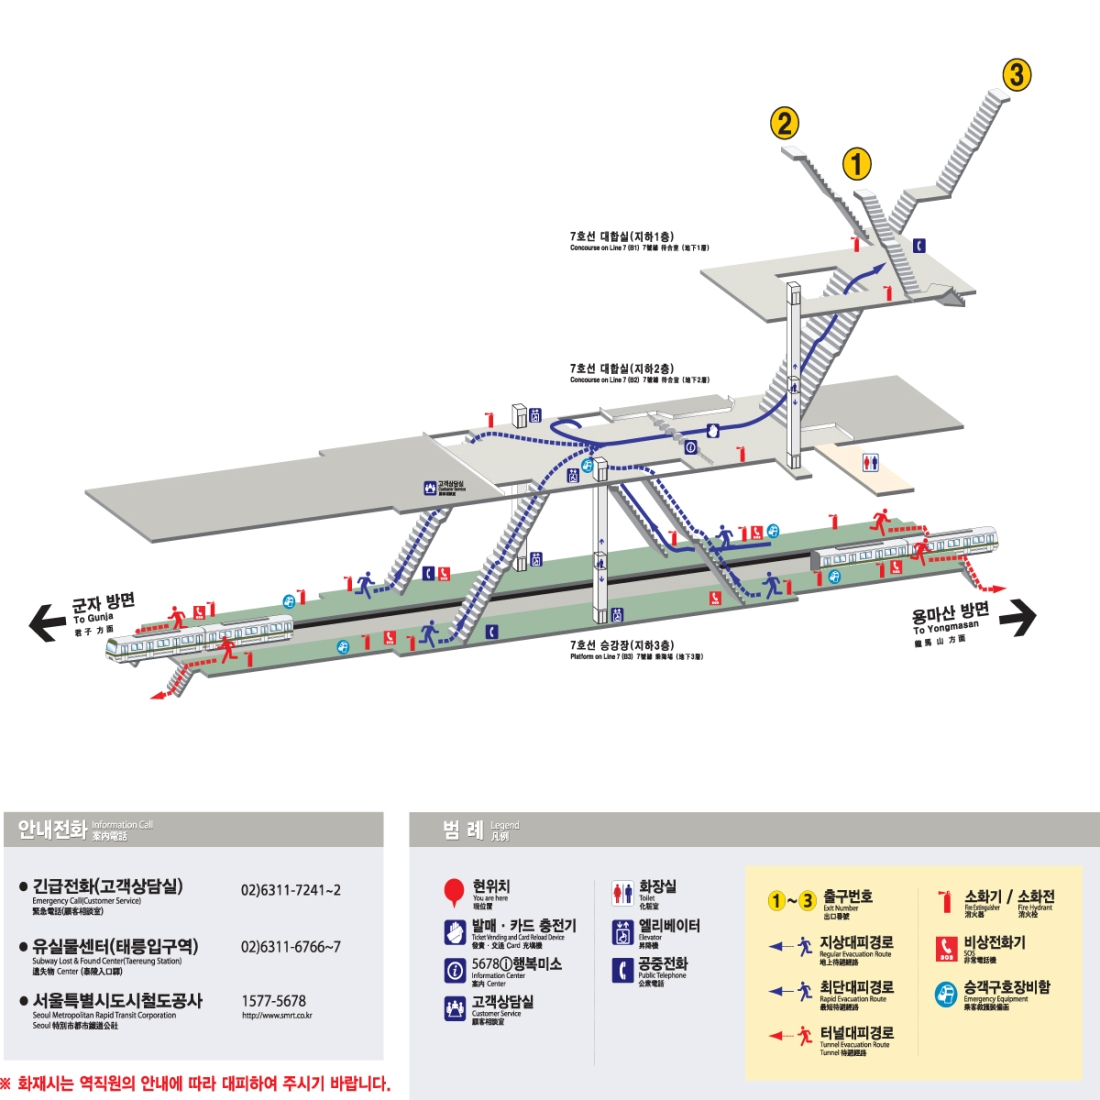 3
2
1
7호선 대합실(지하1층)
Concourse on Line 7 (B1) 7號線 待合室 (地下1層)
7호선 대합실(지하2층)
Concourse on Line 7 (B2) 7號線 待合室 (地下2層)
고객상담실
Customer Service
顧客相談室
군자 방면
To Gunja
君子 方面
용마산 방면
To Yongmasan
龍馬山 方面
7호선 승강장(지하3층)
Platform on Line 7 (B3) 7號線 乘降場 (地下3層)
SOS
SOS
SOS
SOS
SOS
SOS
안내전화 Information Call
案內電話
긴급전화(고객상담실) 02)6311-7241~2
Emergency Call(Customer Service)
緊急電話(顧客相談室)
유실물센터(태릉입구역) 02)6311-6766~7
Subway Lost & Found Center(Taereung Station)
遺失物 Center (泰陵入口驛)
서울특별시도시철도공사 1577-5678
Seoul Metropolitan Rapid Transit Corporation http://www.smrt.co.kr
Seoul 特別市都市鐵道公社
※ 화재시는 역직원의 안내에 따라 대피하여 주시기 바랍니다.
범 례 Legend
凡例
현위치
You are here
現位置
발매 · 카드 충전기
Ticket Vending and Card Reload Device
發賣 · 交通 Card 充塡機
5678ⓘ행복미소
Information Center
案內 Center
고객상담실
Customer Service
顧客相談室
화장실
Toilet
化粧室
엘리베이터
Elevator
昇降機
공중전화
Public Telephone
公衆電話
1 ~ 3 출구번호
Exit Number
出口番號
지상대피경로
Regular Evacuation Route
地上待避經路
최단대피경로
Rapid Evacuation Route
最短待避經路
터널대피경로
Tunnel Evacuation Route
Tunnel 待避經路
소화기 / 소화전
Fire Extinguisher Fire Hydrant
消火器 消火栓
SOS
비상전화기
SOS
非常電話機
승객구호장비함
Emergency Equipment
乘客救護裝備函